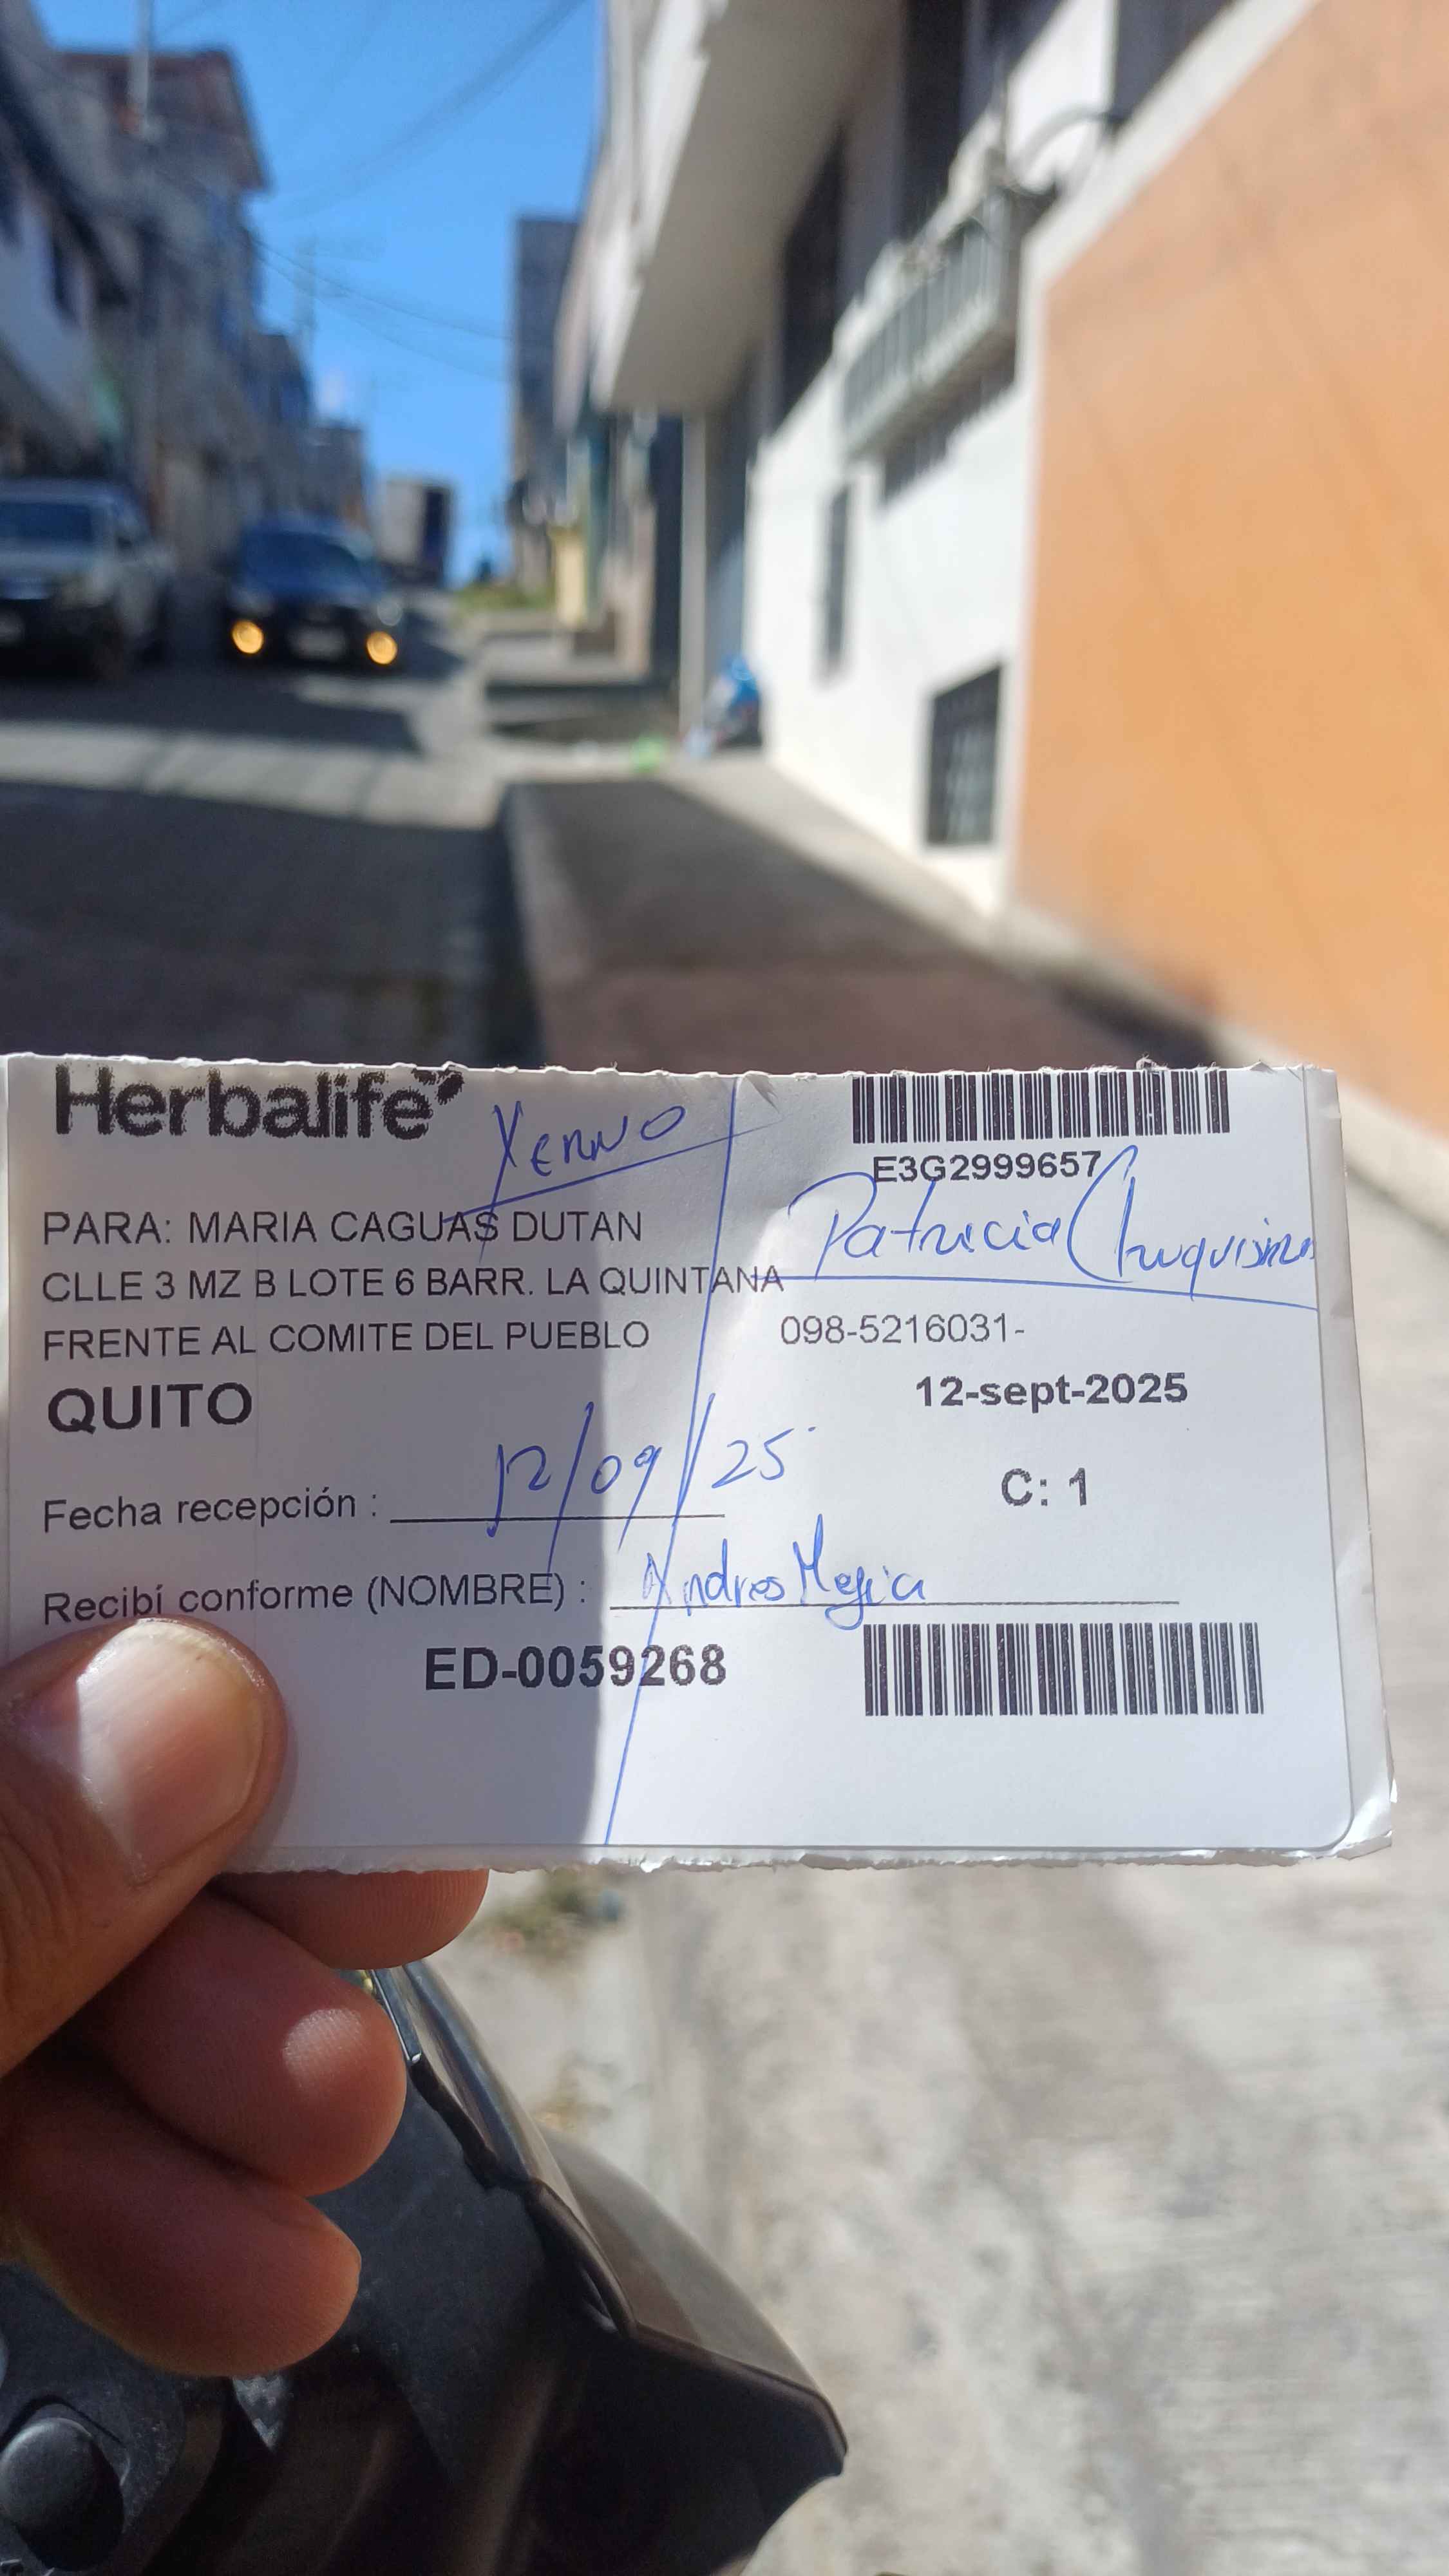 Herbalife
YERNO
E3G2999657
Patricia
PARA: MARIA CAGUAS DUTAN
CLLE 3 MZ B LOTE 6 BARR. LA QUINTANA
FRENTE AL COMITE DEL PUEBLO
098-5216031-
QUITO
12-sept-2025
Fecha recepción : 12/09/25
C: 1
Recibí conforme (NOMBRE) : Andres Mejia
ED-0059268